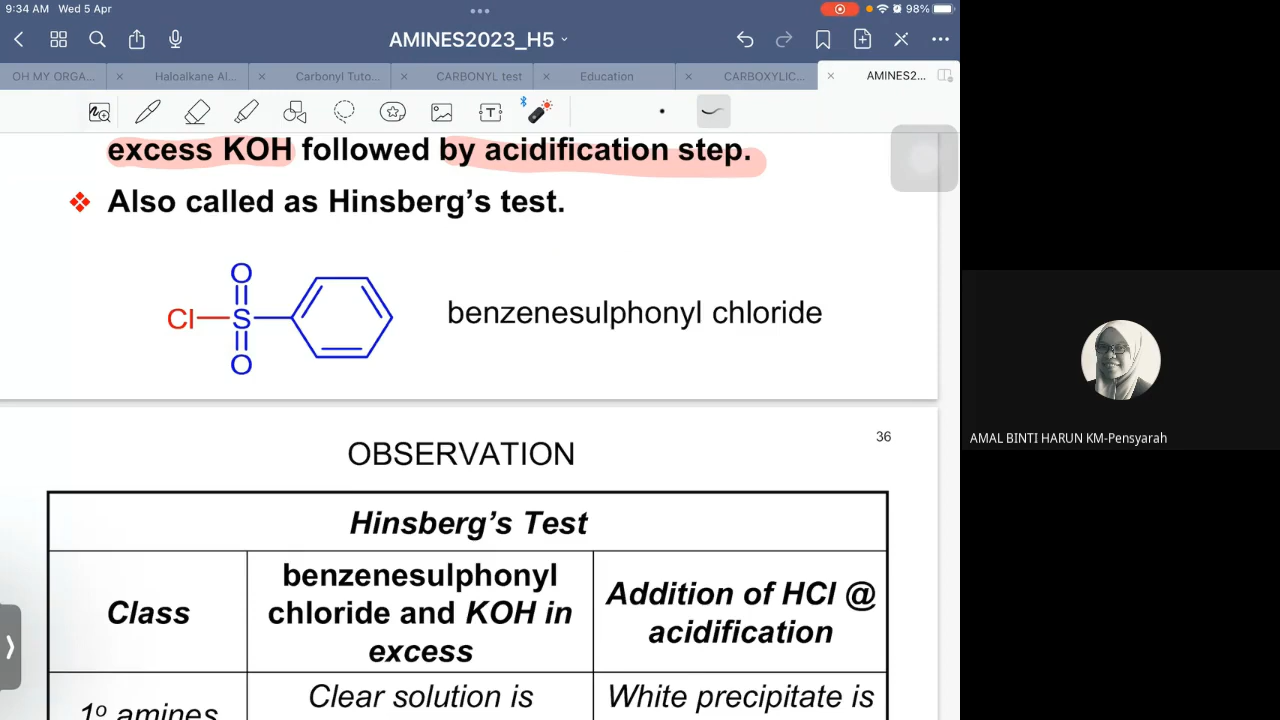 9:34 AM Wed 5 Apr
98%
AMINES2023_H5
OH MY ORGA...
Haloalkane Al...
Carbonyl Tuto...
CARBONYL test
Education
CARBOXYLIC...
AMINES2...
T
excess KOH followed by acidification step.
❖ Also called as Hinsberg's test.
O
Cl S
O
benzenesulphonyl chloride
36
OBSERVATION
Hinsberg's Test
Class
benzenesulphonyl
chloride and KOH in
excess
Addition of HCl @
acidification
1º amines
Clear solution is
White precipitate is
AMAL BINTI HARUN KM-Pensyarah